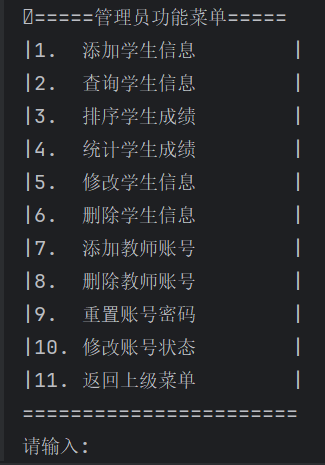 =====管理员功能菜单=====
|1.  添加学生信息        |
|2.  查询学生信息        |
|3.  排序学生成绩        |
|4.  统计学生成绩        |
|5.  修改学生信息        |
|6.  删除学生信息        |
|7.  添加教师账号        |
|8.  删除教师账号        |
|9.  重置账号密码        |
|10. 修改账号状态        |
|11. 返回上级菜单        |
=======================
请输入: